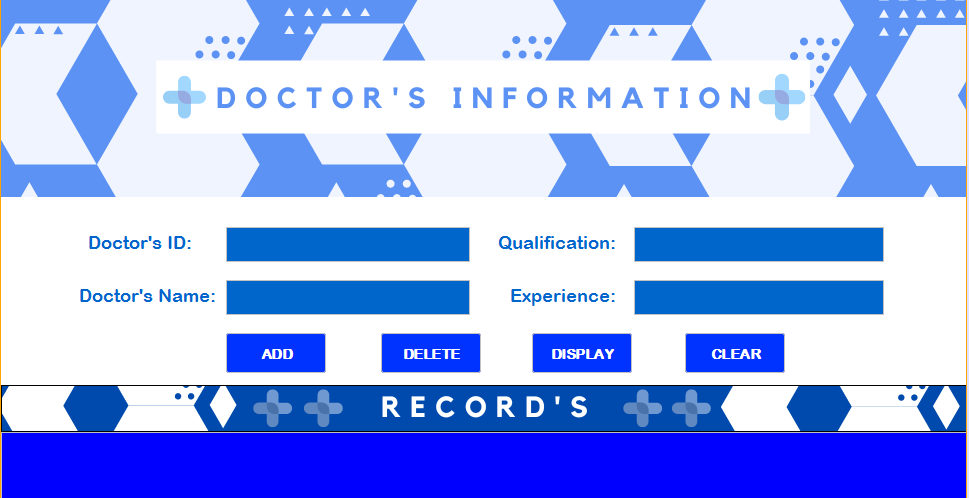 DOCTOR'S INFORMATION
Doctor's ID: Qualification:
Doctor's Name: Experience:
ADD DELETE DISPLAY CLEAR
RECORD'S